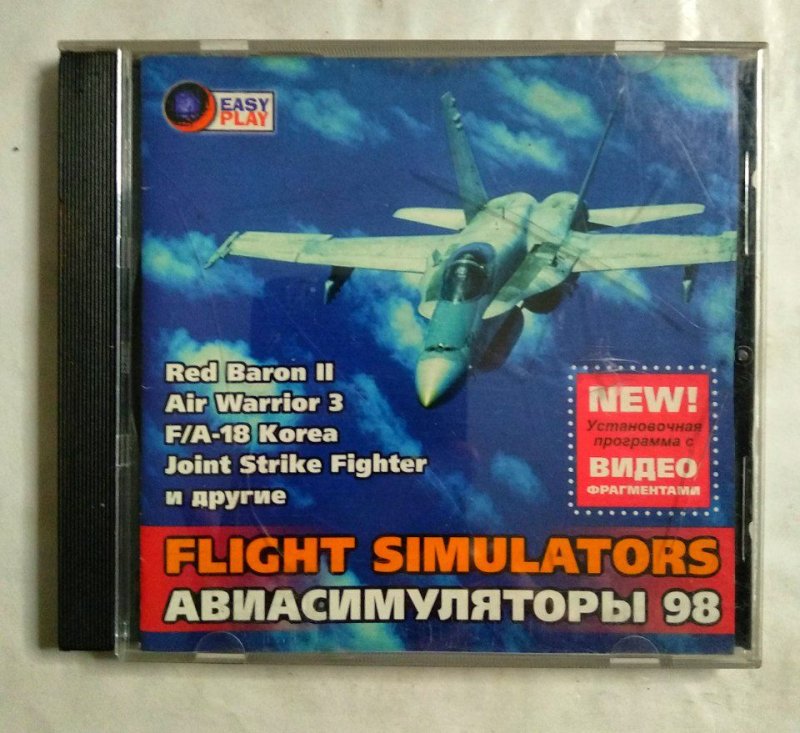 EASY
PLAY
Red Baron II
Air Warrior 3
F/A-18 Korea
Joint Strike Fighter
и другие
NEW!
Установочная
программа с
ВИДЕО
ФРАГМЕНТАМИ
FLIGHT SIMULATORS
АВИАСИМУЛЯТОРЫ 98